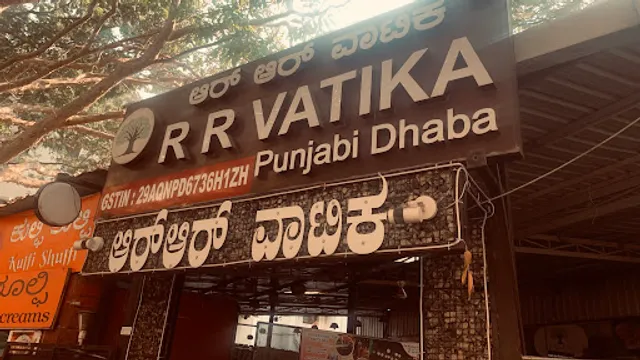 ಆರ್ ಆರ್ ವಾಟಿಕ
R R VATIKA
Punjabi Dhaba
GSTIN : 29AQNPD6736H1ZH
ಆರ್ಆರ್ ವಾಟಿಕ
ಕುಲ್ಫಿ
Kulfi Shulfi
ಕುಲ್ಫಿ
creams